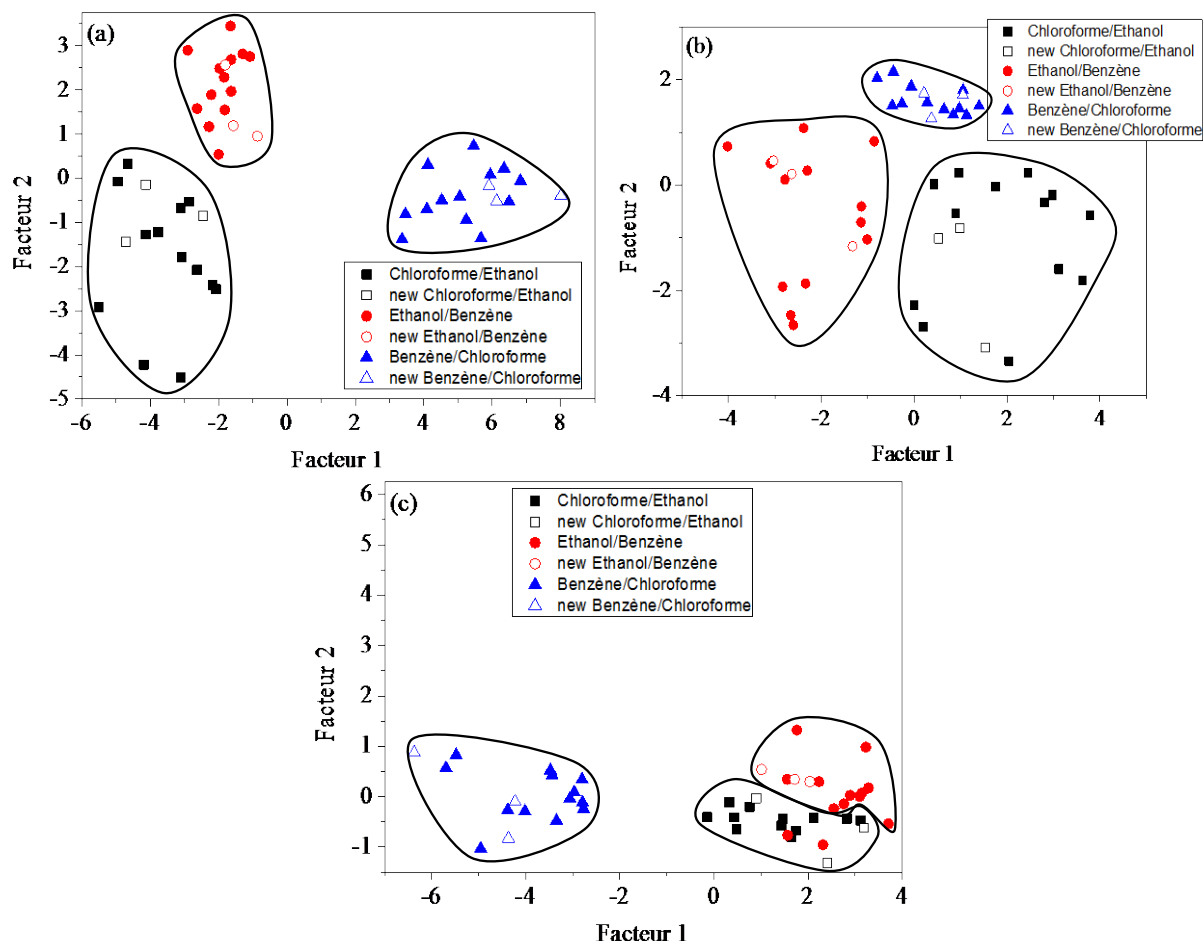 (a)
3
2
1
0
-1
-2
-3
-4
-5
Facteur 2
Chloroforme/Ethanol
new Chloroforme/Ethanol
Ethanol/Benzène
new Ethanol/Benzène
Benzène/Chloroforme
new Benzène/Chloroforme
-6 -4 -2 0 2 4 6 8
Facteur 1
(b)
2
0
-2
-4
Facteur 2
Chloroforme/Ethanol
new Chloroforme/Ethanol
Ethanol/Benzène
new Ethanol/Benzène
Benzène/Chloroforme
new Benzène/Chloroforme
-4 -2 0 2 4
Facteur 1
(c)
6
5
4
3
2
1
0
-1
Facteur 2
Chloroforme/Ethanol
new Chloroforme/Ethanol
Ethanol/Benzène
new Ethanol/Benzène
Benzène/Chloroforme
new Benzène/Chloroforme
-6 -4 -2 0 2 4
Facteur 1